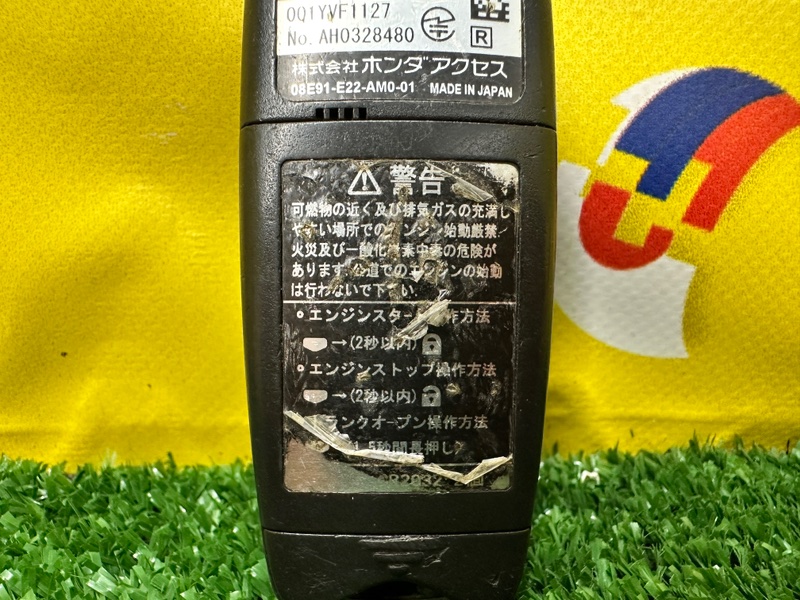 0Q1YVF1127
No. AH0328480
R
株式会社 ホンダアクセス
08E91-E22-AM0-01 MADE IN JAPAN
警告
可燃物の近く及び排気ガスの充満し
やすい場所でのエンジン始動厳禁
火災及び一酸化 素中毒の危険が
あります.公道でのエンジンの始動
は行わないで下さい.
エンジンスター 作方法
→(2秒以内)
エンジンストップ操作方法
→(2秒以内)
ランクオープン操作方法
5秒間長押し